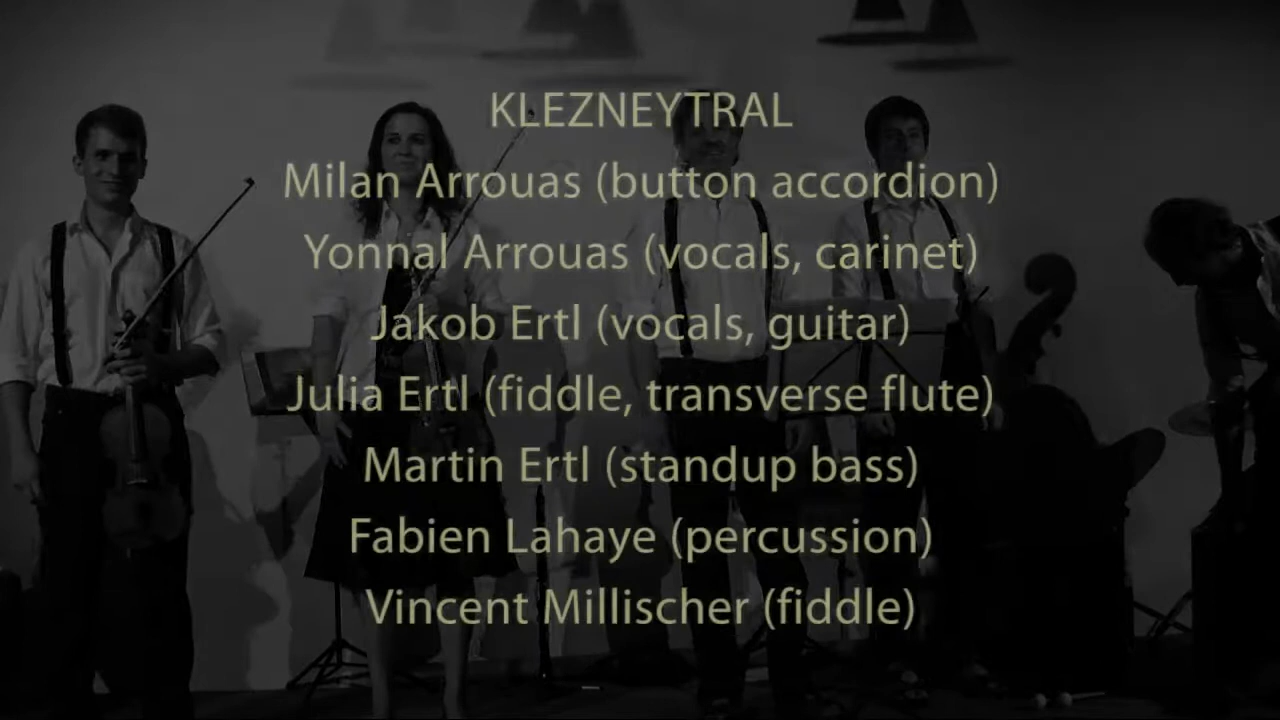 KLEZNEYTRAL
Milan Arrouas (button accordion)
Yonnal Arrouas (vocals, carinet)
Jakob Ertl (vocals, guitar)
Julia Ertl (fiddle, transverse flute)
Martin Ertl (standup bass)
Fabien Lahaye (percussion)
Vincent Millischer (fiddle)